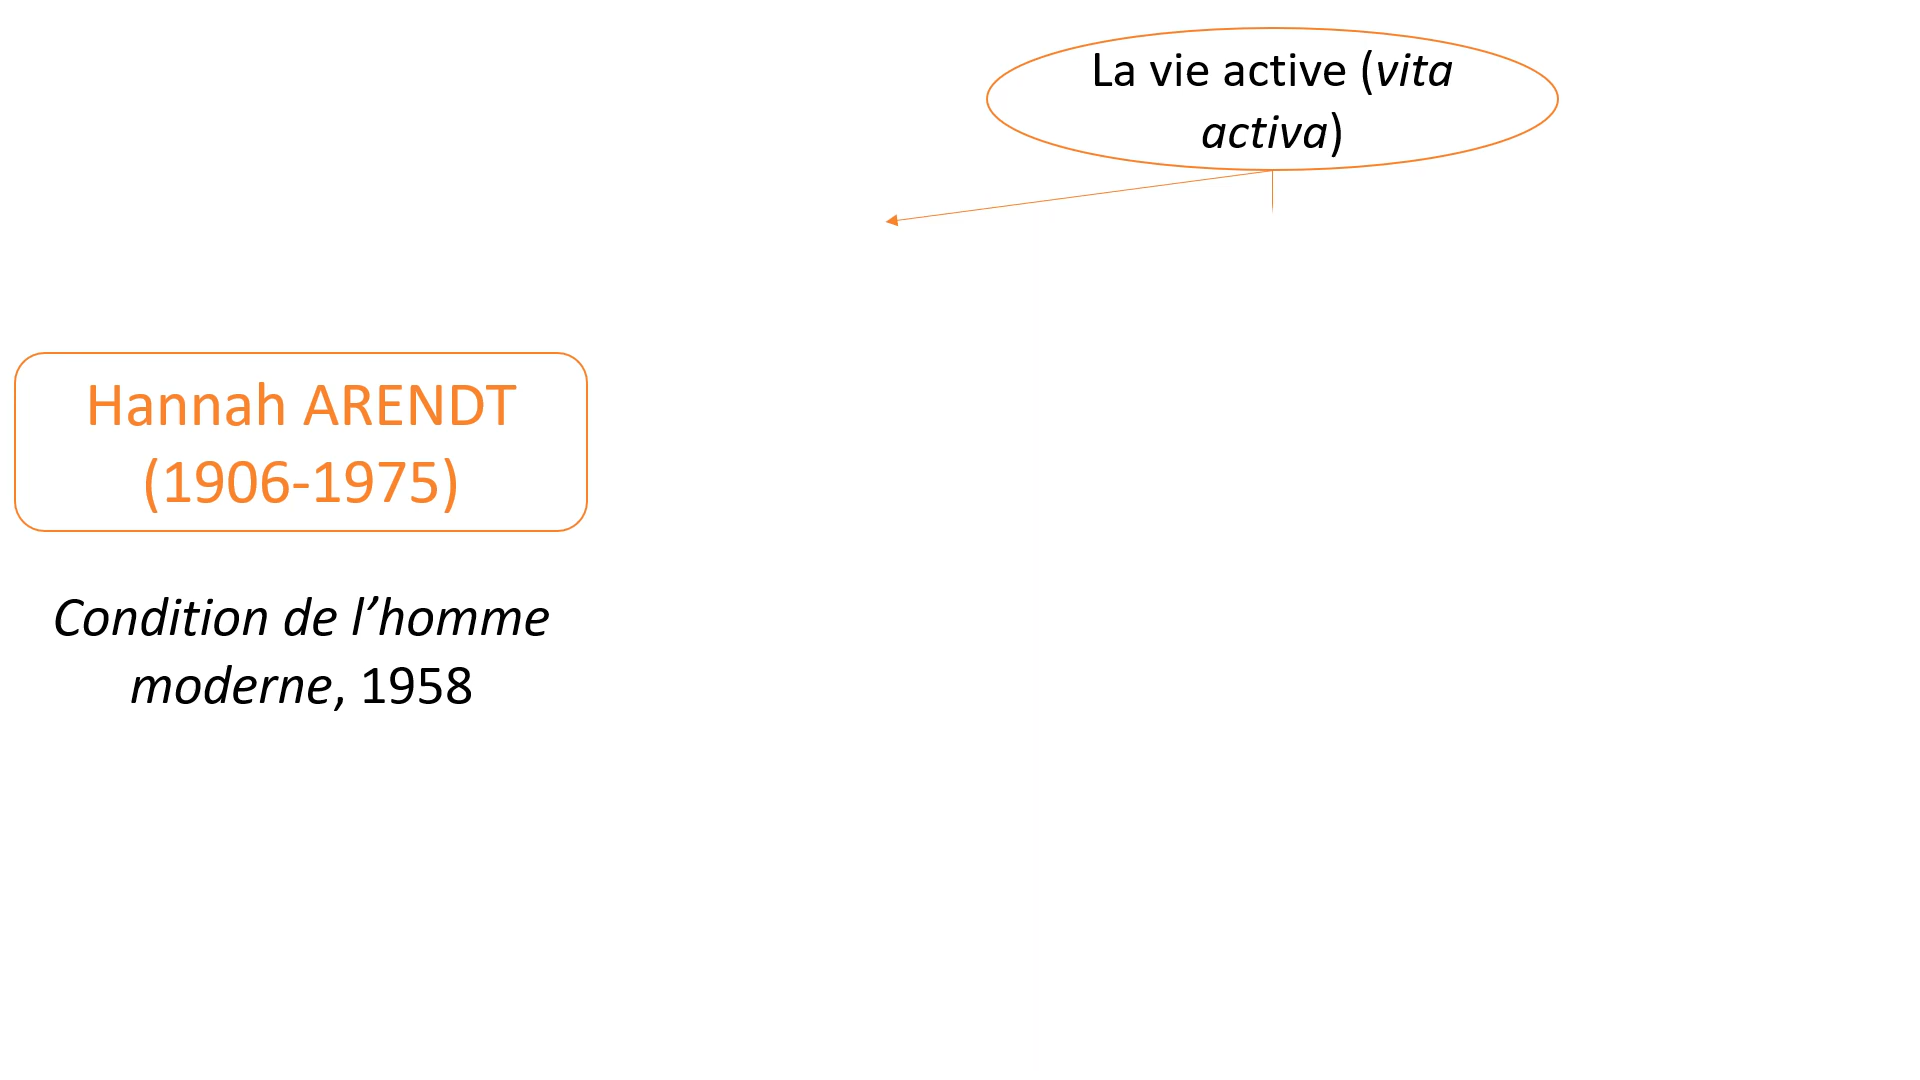 La vie active (vita
activa)
Hannah ARENDT
(1906-1975)
Condition de l’homme
moderne, 1958